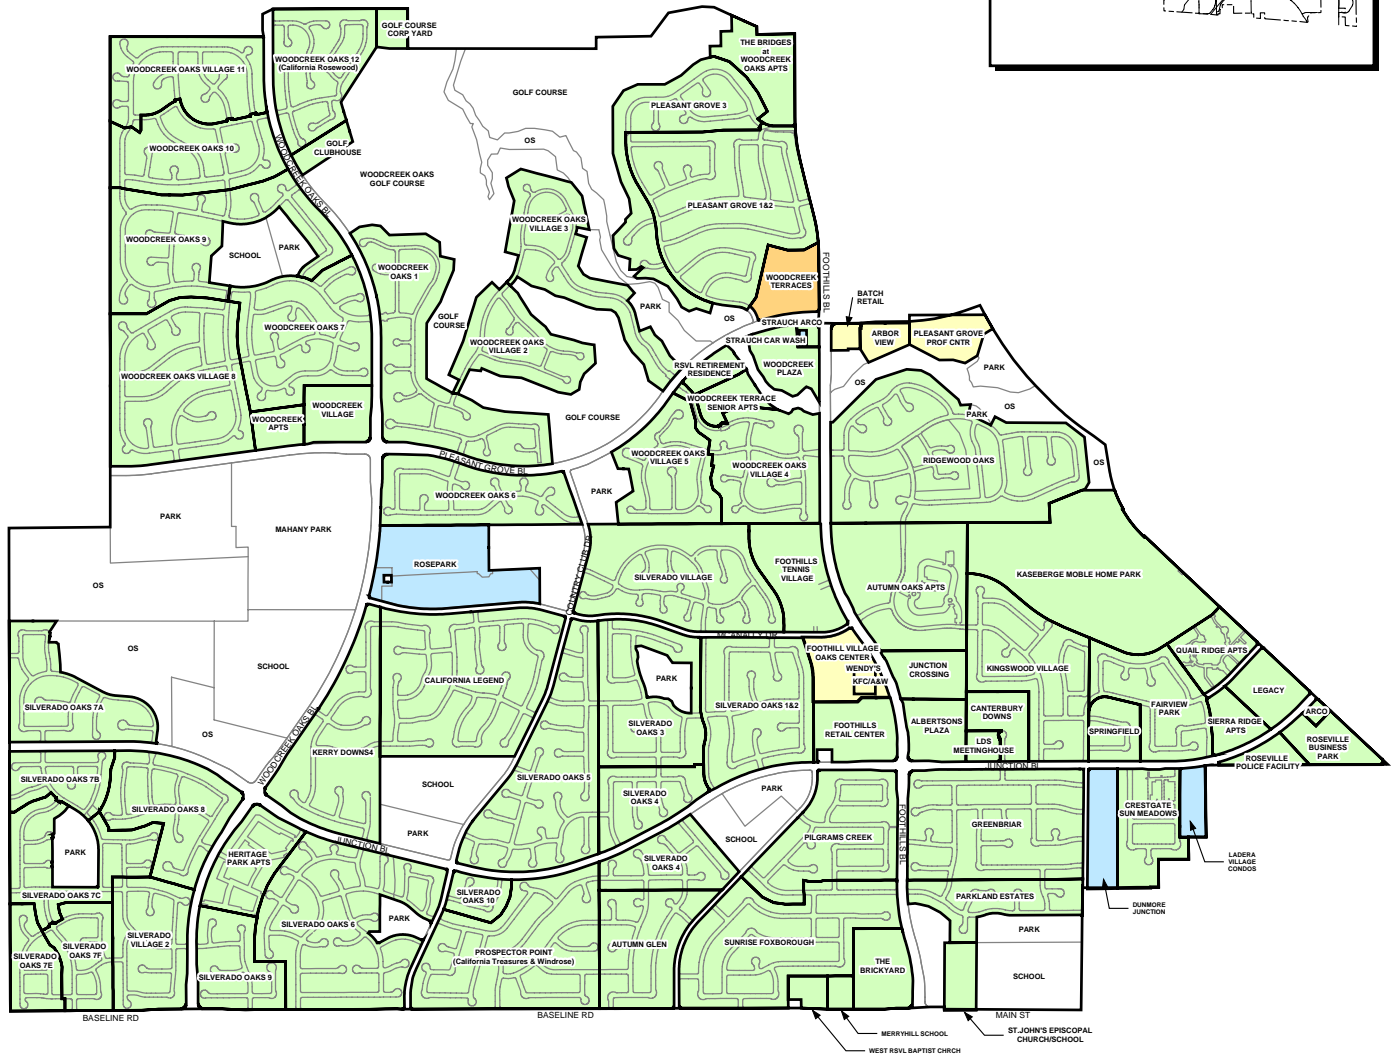 GOLF COURSE
CORP YARD
WOODCREEK OAKS VILLAGE 11
WOODCREEK OAKS 12
(California Rosewood)
THE BRIDGES
at
WOODCREEK
OAKS APTS
GOLF COURSE
PLEASANT GROVE 3
WOODCREEK OAKS 10
GOLF
CLUBHOUSE
OS
WOODCREEK OAKS BL
WOODCREEK OAKS
GOLF COURSE
PLEASANT GROVE 1&2
WOODCREEK OAKS
VILLAGE 3
WOODCREEK OAKS 9
SCHOOL
PARK
WOODCREEK
OAKS 1
WOODCREEK
TERRACES
FOOTHILLS BL
BATCH
RETAIL
PARK
OS
STRAUCH ARCO
GOLF
COURSE
WOODCREEK OAKS 7
WOODCREEK OAKS
VILLAGE 2
STRAUCH CAR WASH
ARBOR
VIEW
PLEASANT GROVE
PROF CNTR
WOODCREEK OAKS VILLAGE 8
RSVL RETIREMENT
RESIDENCE
WOODCREEK
PLAZA
PARK
OS
WOODCREEK TERRACE
SENIOR APTS
OS
PARK
WOODCREEK
VILLAGE
WOODCREEK
APTS
GOLF COURSE
PLEASANT GROVE BL
WOODCREEK OAKS
VILLAGE 5
WOODCREEK OAKS
VILLAGE 4
RIDGEWOOD OAKS
OS
WOODCREEK OAKS 6
PARK
PARK
MAHANY PARK
ROSEPARK
COUNTRY CLUB DR
SILVERADO VILLAGE
FOOTHILLS
TENNIS
VILLAGE
AUTUMN OAKS APTS
KASEBERGE MOBLE HOME PARK
OS
MCANALLY DR
OS
SCHOOL
CALIFORNIA LEGEND
PARK
FOOTHILL VILLAGE
OAKS CENTER
WENDY'S
KFC/A&W
JUNCTION
CROSSING
KINGSWOOD VILLAGE
QUAIL RIDGE APTS
LEGACY
SILVERADO OAKS 7A
SILVERADO OAKS 1&2
CANTERBURY
DOWNS
FAIRVIEW
PARK
ARCO
OS
WOODCREEK OAKS BL
KERRY DOWNS4
SILVERADO
OAKS 3
FOOTHILLS
RETAIL CENTER
ALBERTSONS
PLAZA
SPRINGFIELD
SIERRA RIDGE
APTS
LDS
MEETINGHOUSE
ROSEVILLE
BUSINESS
PARK
JUNCTION BL
ROSEVILLE
POLICE FACILITY
SILVERADO OAKS 7B
SILVERADO OAKS 5
SCHOOL
PARK
SILVERADO OAKS 8
SILVERADO
OAKS 4
CRESTGATE
SUN MEADOWS
FOOTHILLS BL
GREENBRIAR
PARK
SCHOOL
PILGRAMS CREEK
JUNCTION BL
PARK
HERITAGE
PARK APTS
SILVERADO
OAKS 4
LADERA
VILLAGE
CONDOS
SILVERADO OAKS 7C
SILVERADO
OAKS 10
PARKLAND ESTATES
DUNMORE
JUNCTION
PARK
SILVERADO OAKS 6
PARK
SILVERADO
VILLAGE 2
SILVERADO
OAKS 7F
SILVERADO
OAKS 7E
AUTUMN GLEN
SUNRISE FOXBOROUGH
PROSPECTOR POINT
(California Treasures & Windrose)
THE
BRICKYARD
SILVERADO OAKS 9
SCHOOL
BASELINE RD
BASELINE RD
MAIN ST
MERRYHILL SCHOOL
ST.JOHN'S EPISCOPAL
CHURCH/SCHOOL
WEST RSVL BAPTIST CHRCH